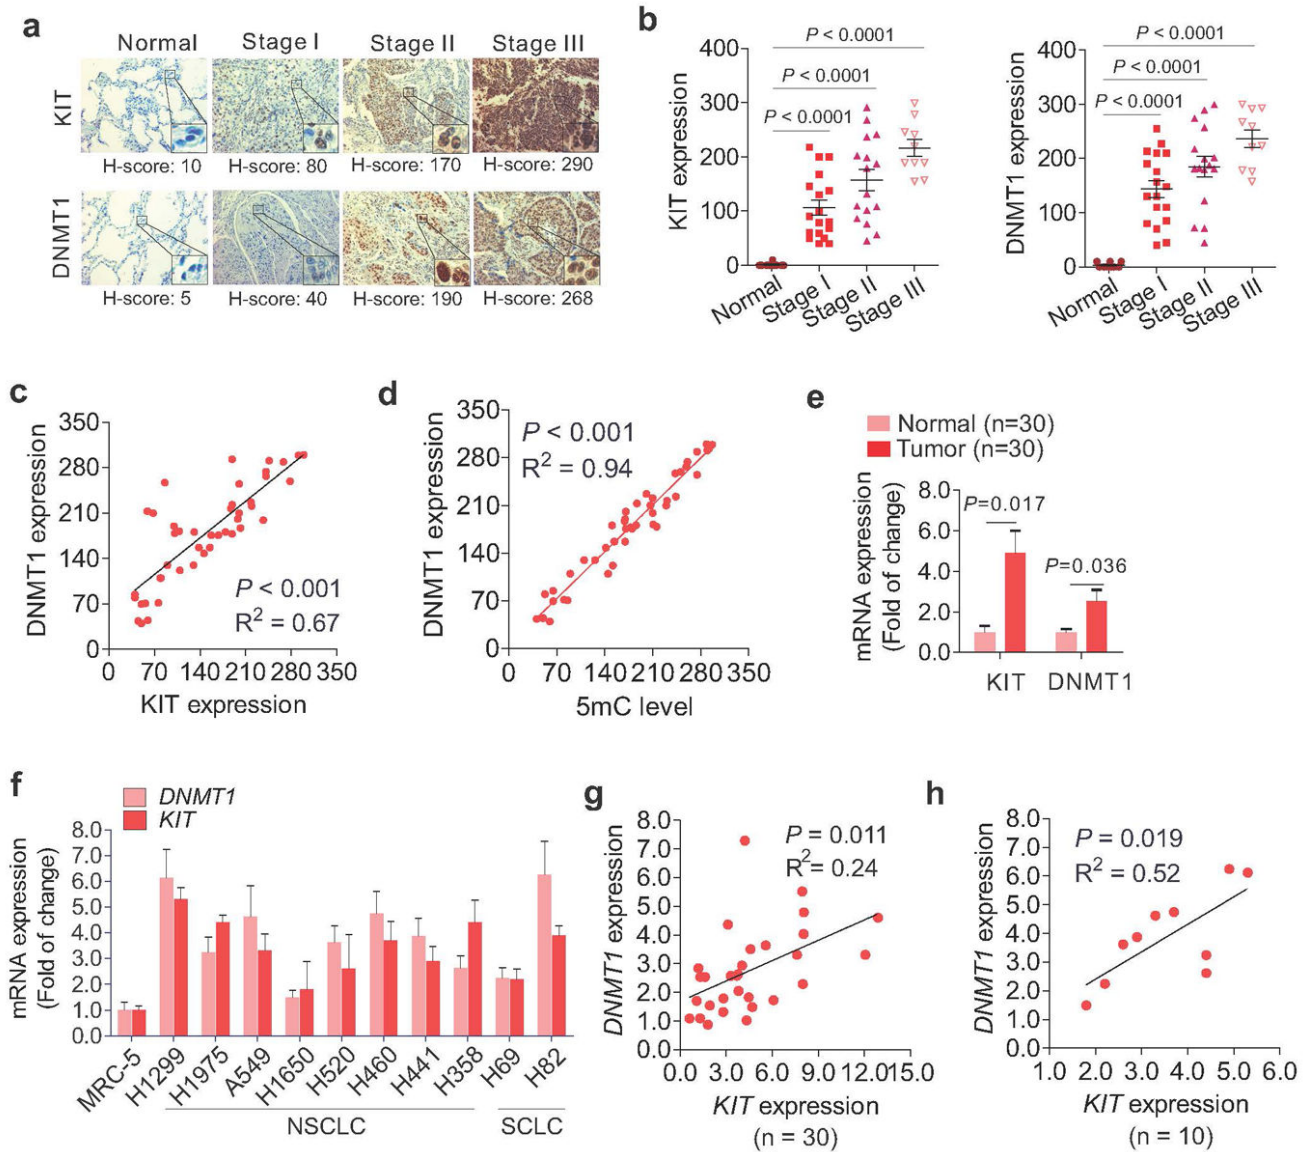 a
Normal Stage I Stage II Stage III
KIT
H-score: 10 H-score: 80 H-score: 170 H-score: 290
DNMT1
H-score: 5 H-score: 40 H-score: 190 H-score: 268
b
KIT expression
400
300
200
100
0
P < 0.0001
P < 0.0001
P < 0.0001
Normal Stage I Stage II Stage III
DNMT1 expression
400
300
200
100
0
P < 0.0001
P < 0.0001
P < 0.0001
Normal Stage I Stage II Stage III
c
DNMT1 expression
350
280
210
140
70
0
P < 0.001
R² = 0.67
0 70 140 210 280 350
KIT expression
d
DNMT1 expression
350
280
210
140
70
0
P < 0.001
R² = 0.94
0 70 140 210 280 350
5mC level
e
Normal (n=30)
Tumor (n=30)
mRNA expression
(Fold of change)
8.0
6.0
4.0
2.0
0.0
P=0.017
P=0.036
KIT DNMT1
f
DNMT1
KIT
mRNA expression
(Fold of change)
8.0
7.0
6.0
5.0
4.0
3.0
2.0
1.0
0.0
MRC-5 H1299 H1975 A549 H1650 H520 H460 H441 H358 H69 H82
NSCLC SCLC
g
DNMT1 expression
8.0
7.0
6.0
5.0
4.0
3.0
2.0
1.0
0.0
P = 0.011
R²= 0.24
0.0 3.0 6.0 9.0 12.015.0
KIT expression
(n = 30)
h
DNMT1 expression
8.0
7.0
6.0
5.0
4.0
3.0
2.0
1.0
0.0
P = 0.019
R² = 0.52
1.0 2.0 3.0 4.0 5.0 6.0
KIT expression
(n = 10)